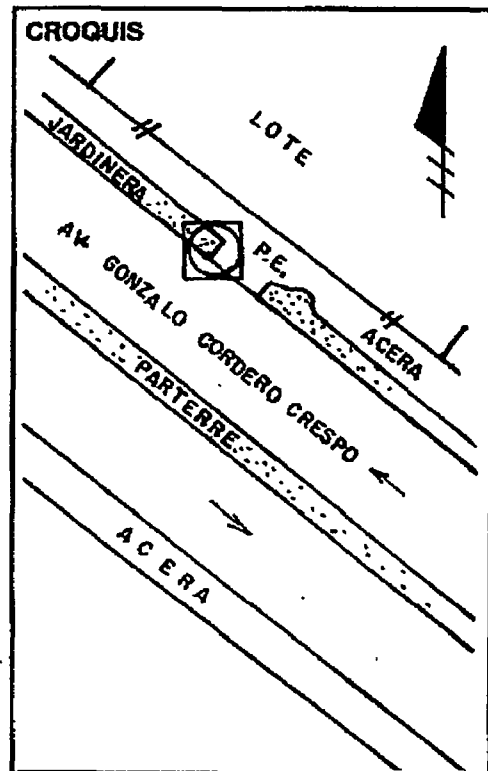 CROQUIS
LOTE
JARDINERA
P.E.
ACERA
AV. GONZALO CORDERO CRESPO
PARTERRE
ACERA